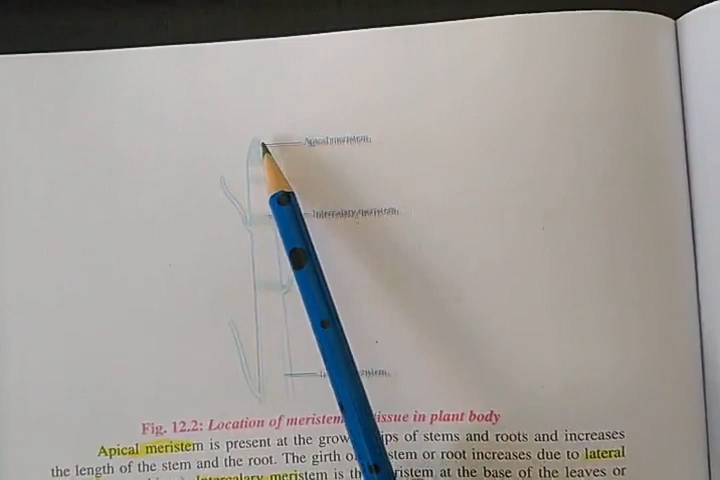 Apical meristem
Intercalary meristem
Fig. 12.2: Location of meristem tissue in plant body
Apical meristem is present at the grow tips of stems and roots and increases
the length of the stem and the root. The girth o stem or root increases due to lateral
Intercalary meristem is th ristem at the base of the leaves or